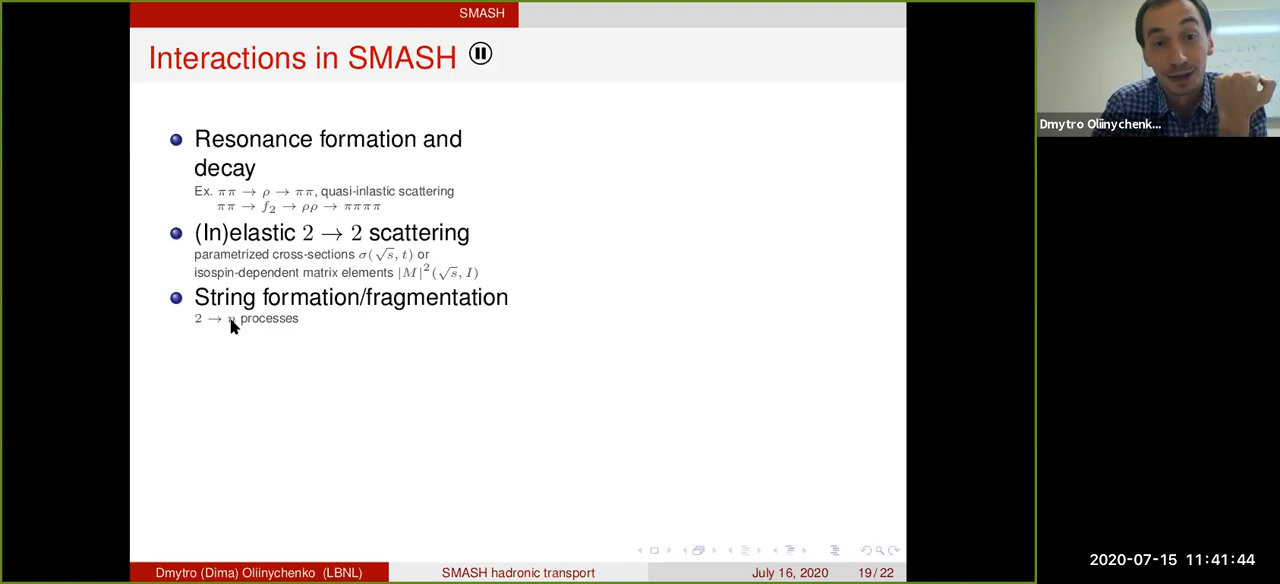 SMASH
Interactions in SMASH
Resonance formation and
decay
Ex. ππ → ρ → ππ, quasi-inlastic scattering
ππ → f₂ → ρρ → ππππ
(In)elastic 2 → 2 scattering
parametrized cross-sections σ(√s, t) or
isospin-dependent matrix elements |M|²(√s, I)
String formation/fragmentation
2 → n processes
Dmytro (Dima) Oliinychenko (LBNL) SMASH hadronic transport July 16, 2020 19 / 22
Dmytro Oliinychenk...
2020-07-15 11:41:44